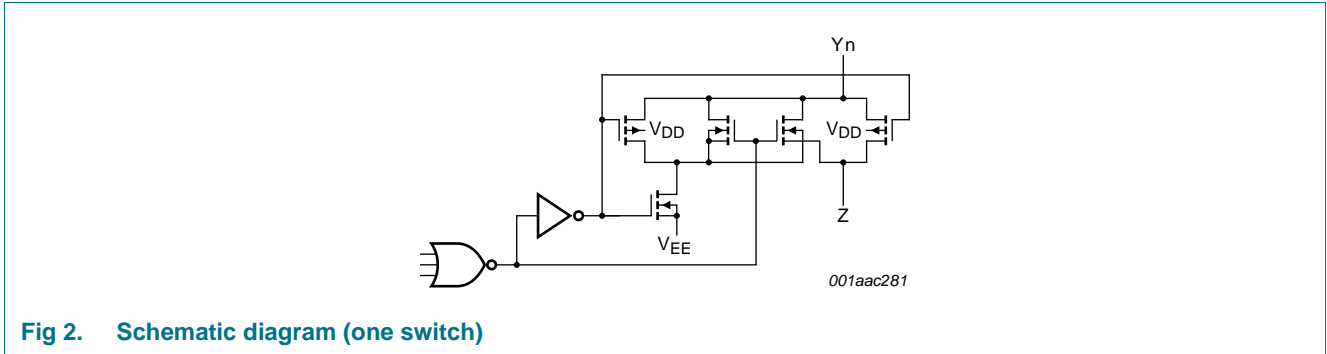 Yn
VDD
VDD
VEE
Z
001aac281
Fig 2. Schematic diagram (one switch)